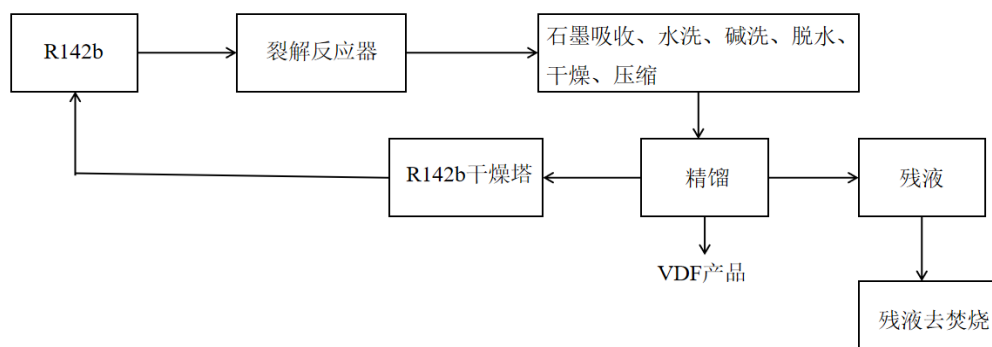 R142b
裂解反应器
石墨吸收、水洗、碱洗、脱水、
干燥、压缩
R142b干燥塔
精馏
残液
VDF产品
残液去焚烧